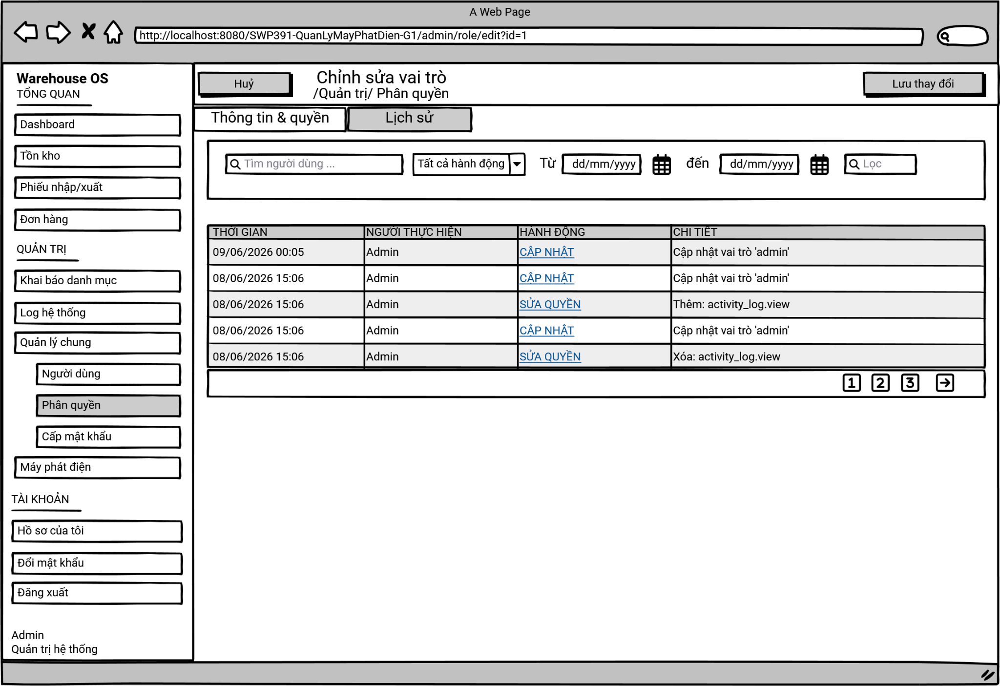 A Web Page
http://localhost:8080/SWP391-QuanLyMayPhatDien-G1/admin/role/edit?id=1
Warehouse OS
TỔNG QUAN
Dashboard
Tồn kho
Phiếu nhập/xuất
Đơn hàng
QUẢN TRỊ
Khai báo danh mục
Log hệ thống
Quản lý chung
Người dùng
Phân quyền
Cấp mật khẩu
Máy phát điện
TÀI KHOẢN
Hồ sơ của tôi
Đổi mật khẩu
Đăng xuất
Admin
Quản trị hệ thống
Huỷ
Chỉnh sửa vai trò
/Quản trị/ Phân quyền
Lưu thay đổi
Thông tin & quyền Lịch sử
Tìm người dùng ... Tất cả hành động Từ dd/mm/yyyy đến dd/mm/yyyy Lọc
THỜI GIAN NGƯỜI THỰC HIỆN HÀNH ĐỘNG CHI TIẾT
09/06/2026 00:05 Admin CẬP NHẬT Cập nhật vai trò 'admin'
08/06/2026 15:06 Admin CẬP NHẬT Cập nhật vai trò 'admin'
08/06/2026 15:06 Admin SỬA QUYỀN Thêm: activity_log.view
08/06/2026 15:06 Admin CẬP NHẬT Cập nhật vai trò 'admin'
08/06/2026 15:06 Admin SỬA QUYỀN Xóa: activity_log.view
1 2 3